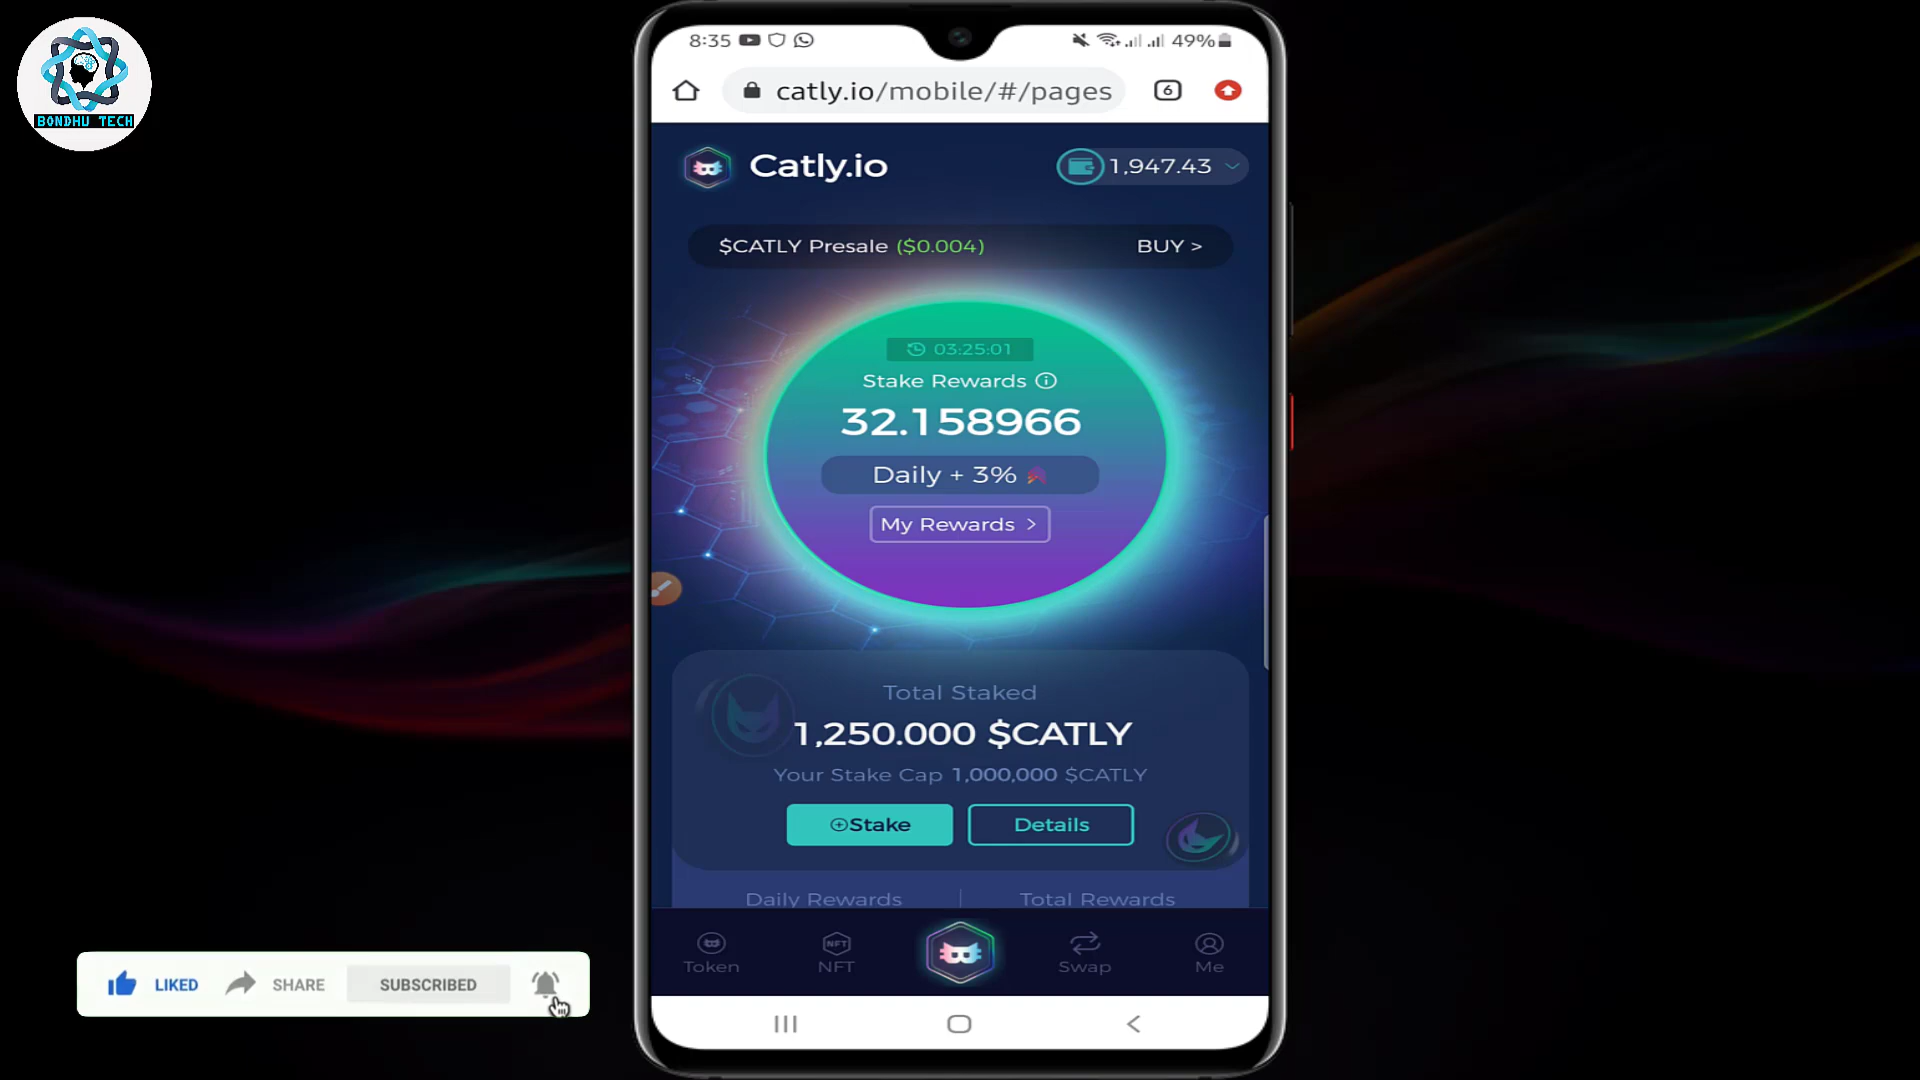 BONDHU TECH
8:35
49%
catly.io/mobile/#/pages
6
Catly.io
1,947.43
$CATLY Presale ($0.004)
BUY >
03:25:01
Stake Rewards
32.158966
Daily + 3%
My Rewards >
Total Staked
1,250.000 $CATLY
Your Stake Cap 1,000,000 $CATLY
Stake
Details
Daily Rewards
Total Rewards
Token
NFT
NFT
Swap
Me
LIKED
SHARE
SUBSCRIBED